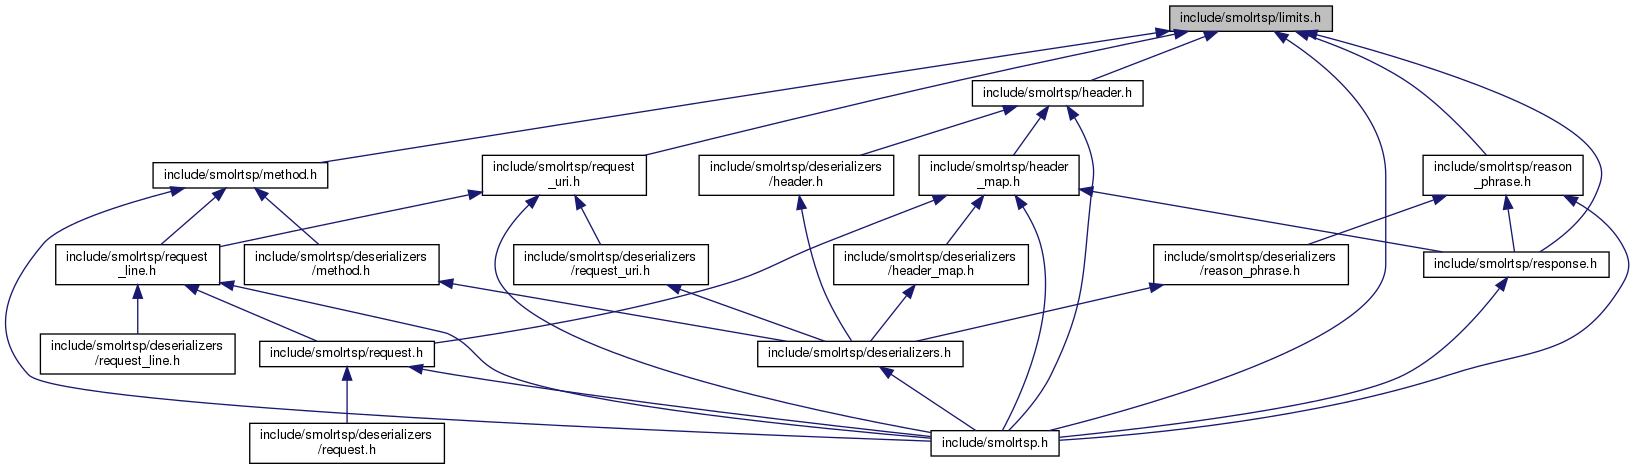 include/smolrtsp/limits.h
include/smolrtsp/header.h
include/smolrtsp/method.h
include/smolrtsp/request
_uri.h
include/smolrtsp/deserializers
/header.h
include/smolrtsp/header
_map.h
include/smolrtsp/reason
_phrase.h
include/smolrtsp/request
_line.h
include/smolrtsp/deserializers
/method.h
include/smolrtsp/deserializers
/request_uri.h
include/smolrtsp/deserializers
/header_map.h
include/smolrtsp/deserializers
/reason_phrase.h
include/smolrtsp/response.h
include/smolrtsp/deserializers
/request_line.h
include/smolrtsp/request.h
include/smolrtsp/deserializers.h
include/smolrtsp/deserializers
/request.h
include/smolrtsp.h